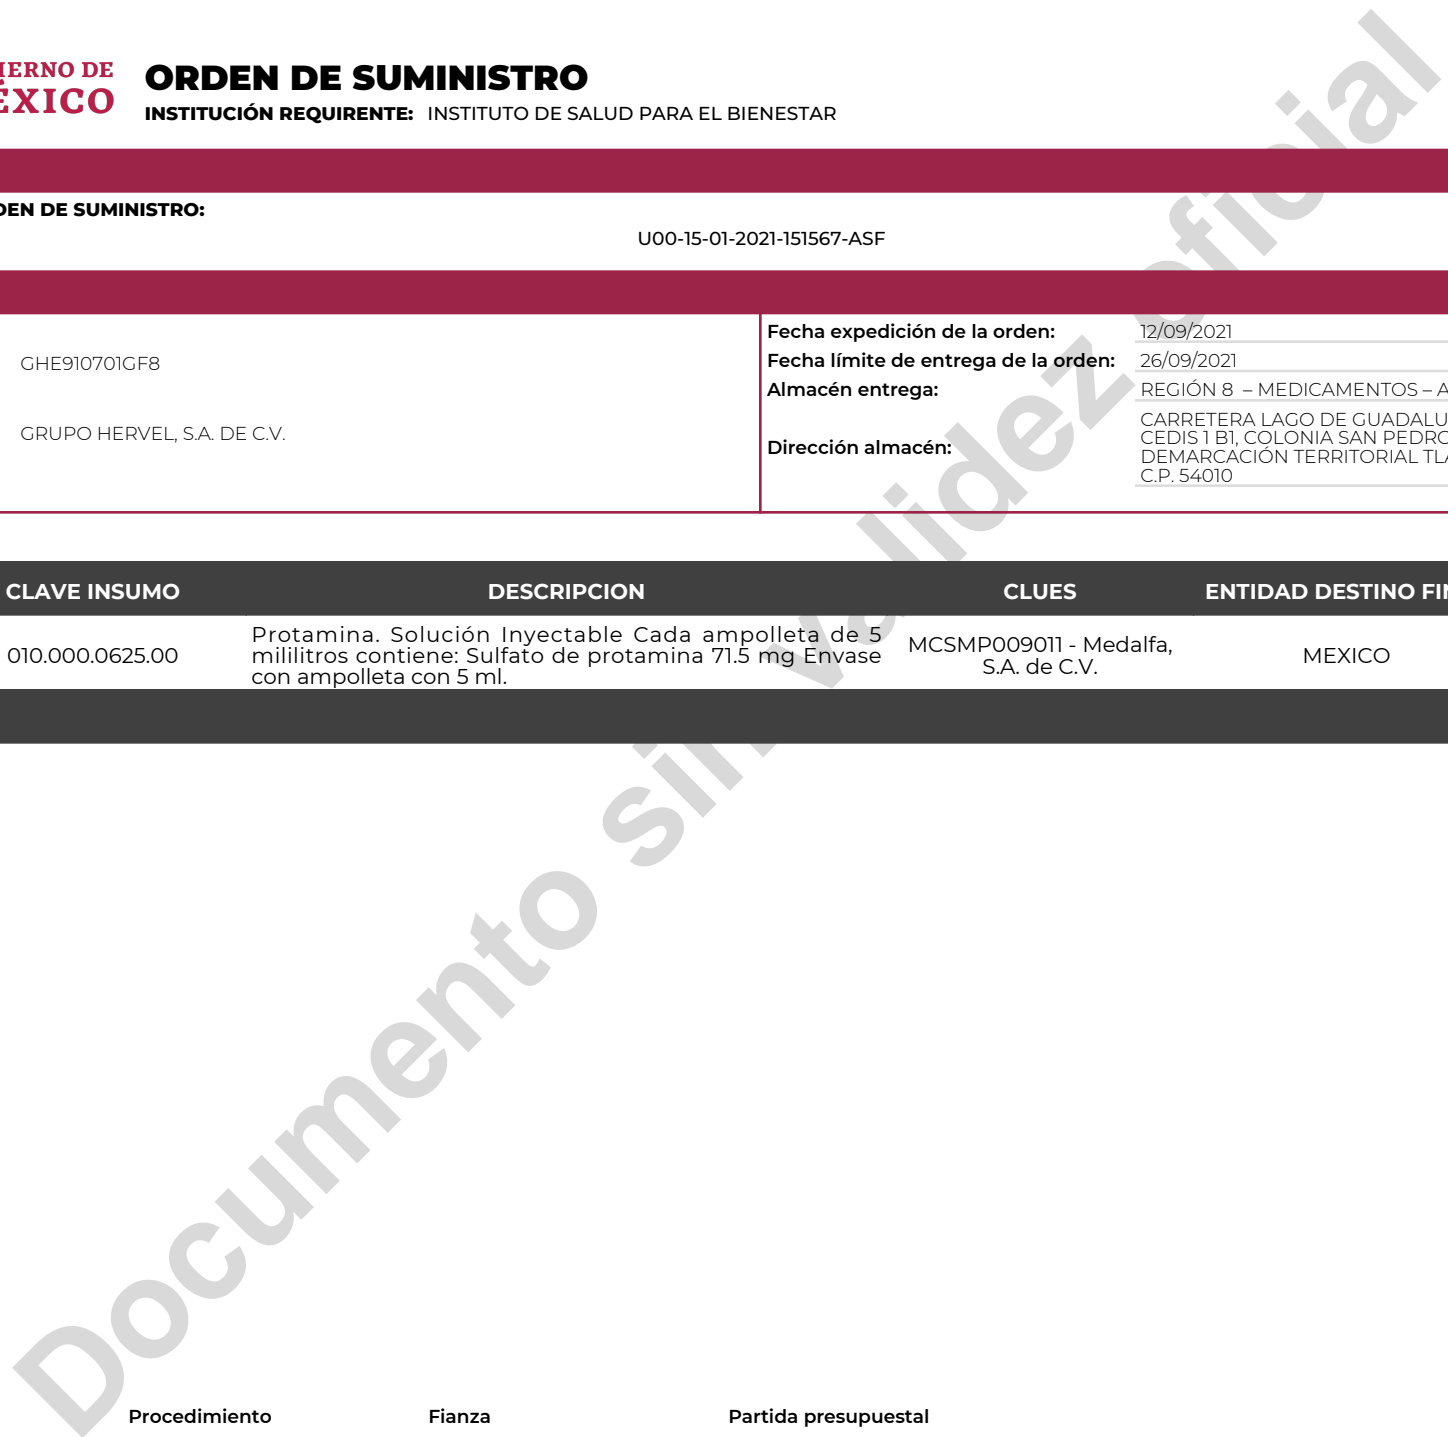 IERNO DE
ÉXICO
ORDEN DE SUMINISTRO
INSTITUCIÓN REQUIRENTE: INSTITUTO DE SALUD PARA EL BIENESTAR
DEN DE SUMINISTRO:
U00-15-01-2021-151567-ASF
GHE910701GF8
GRUPO HERVEL, S.A. DE C.V.
Fecha expedición de la orden: 12/09/2021
Fecha límite de entrega de la orden: 26/09/2021
Almacén entrega: REGIÓN 8 – MEDICAMENTOS – A
Dirección almacén:
CARRETERA LAGO DE GUADALU
CEDIS 1 B1, COLONIA SAN PEDRO
DEMARCACIÓN TERRITORIAL TLA
C.P. 54010
CLAVE INSUMO DESCRIPCION CLUES ENTIDAD DESTINO FIN
010.000.0625.00
Protamina. Solución Inyectable Cada ampolleta de 5
mililitros contiene: Sulfato de protamina 71.5 mg Envase
con ampolleta con 5 ml.
MCSMP009011 - Medalfa,
S.A. de C.V.
MEXICO
Documento sin validez oficial
Procedimiento Fianza Partida presupuestal